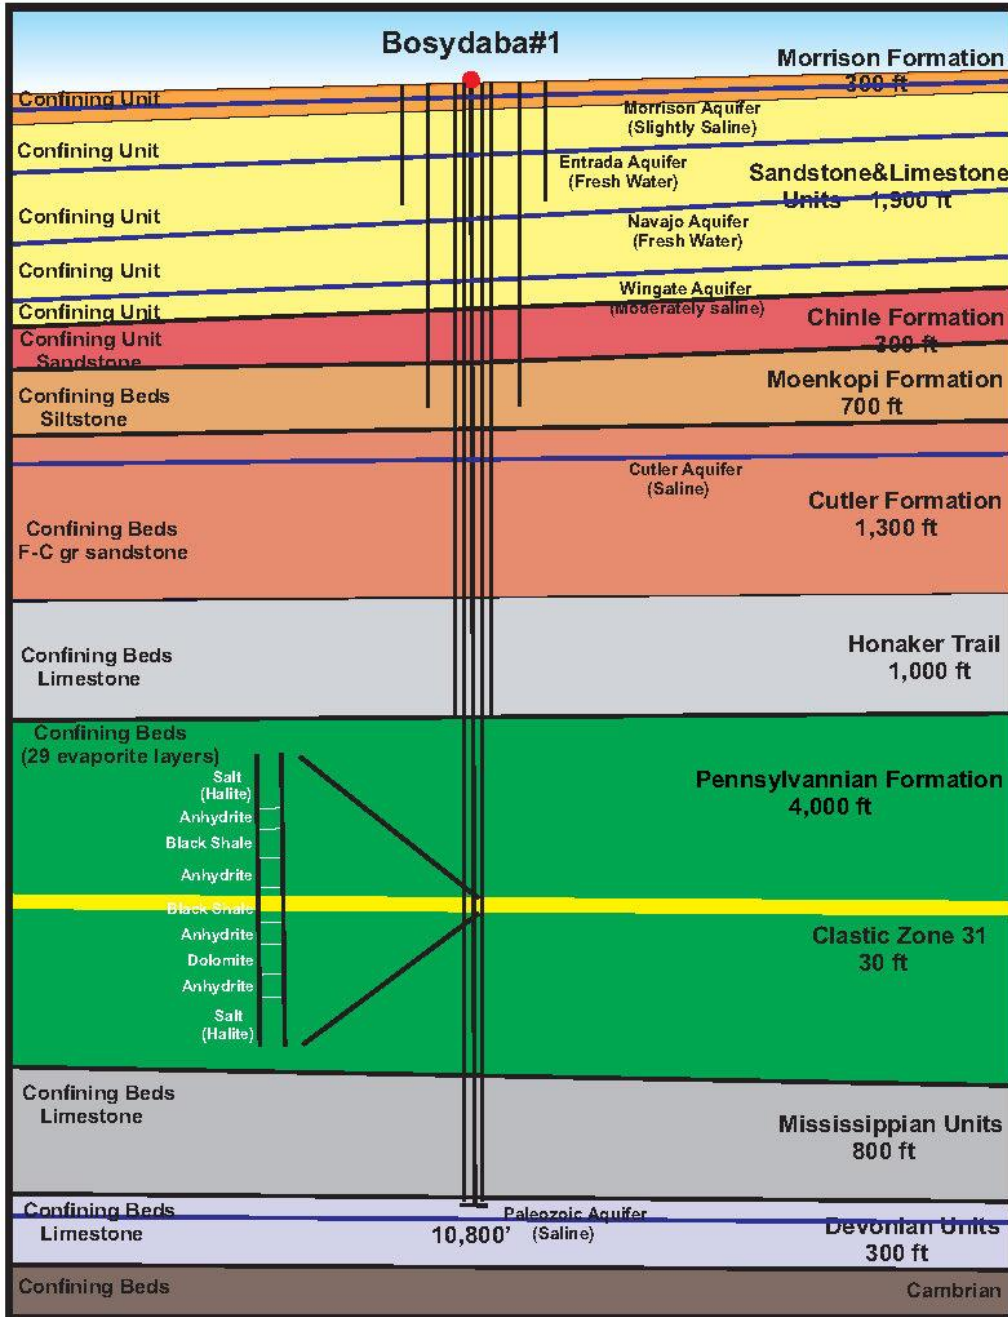 Bosydaba#1
Morrison Formation
300 ft
Confining Unit
Morrison Aquifer
(Slightly Saline)
Confining Unit
Entrada Aquifer
(Fresh Water)
Sandstone&Limestone
Units 1,900 ft
Confining Unit
Navajo Aquifer
(Fresh Water)
Confining Unit
Wingate Aquifer
(Moderately saline)
Confining Unit
Chinle Formation
300 ft
Confining Unit
Sandstone
Moenkopi Formation
700 ft
Confining Beds
Siltstone
Cutler Aquifer
(Saline)
Cutler Formation
1,300 ft
Confining Beds
F-C gr sandstone
Honaker Trail
1,000 ft
Confining Beds
Limestone
Confining Beds
(29 evaporite layers)
Salt
(Halite)
Anhydrite
Black Shale
Anhydrite
Black Shale
Anhydrite
Dolomite
Anhydrite
Salt
(Halite)
Pennsylvannian Formation
4,000 ft
Clastic Zone 31
30 ft
Confining Beds
Limestone
Mississippian Units
800 ft
Confining Beds
Limestone
10,800'
Paleozoic Aquifer
(Saline)
Devonian Units
300 ft
Confining Beds
Cambrian